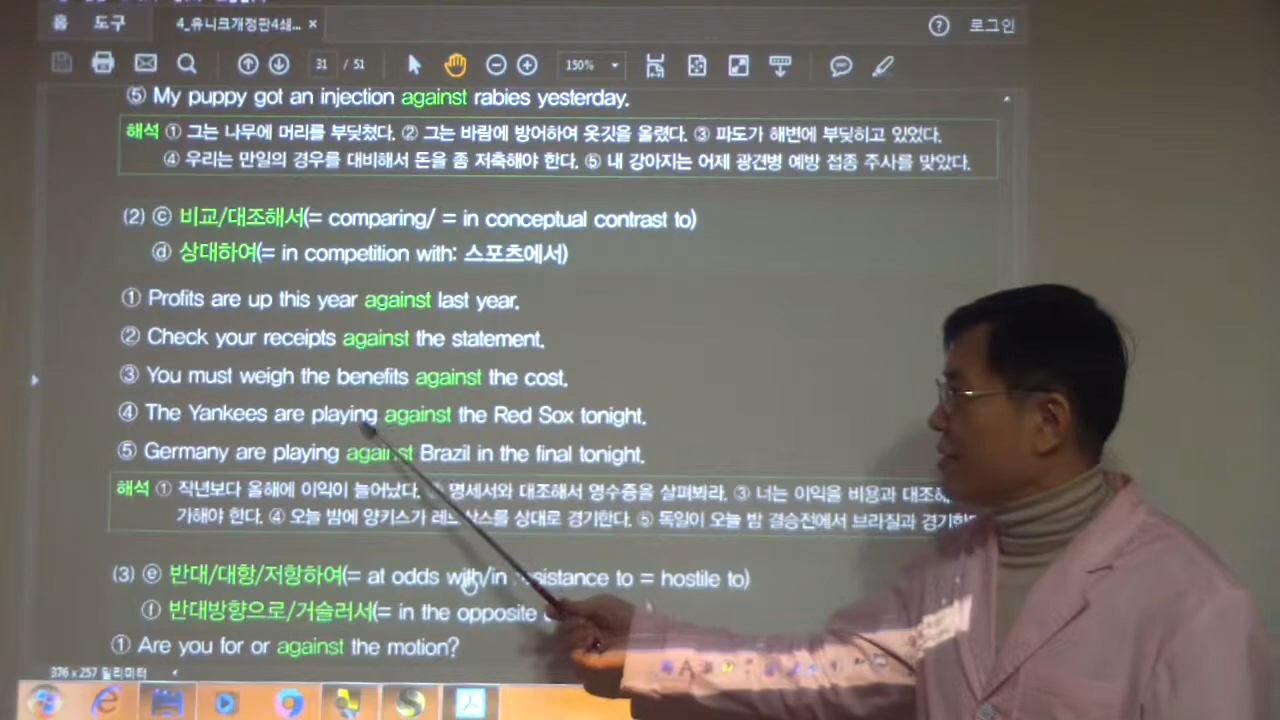 홈 도구 4_유니크개정판4쇄... × 로그인
31 / 51 150%
⑤ My puppy got an injection against rabies yesterday.
해석 ① 그는 나무에 머리를 부딪쳤다. ② 그는 바람에 방어하여 옷깃을 올렸다. ③ 파도가 해변에 부딪히고 있었다.
④ 우리는 만일의 경우를 대비해서 돈을 좀 저축해야 한다. ⑤ 내 강아지는 어제 광견병 예방 접종 주사를 맞았다.
(2) ⓒ 비교/대조해서(= comparing/ = in conceptual contrast to)
ⓓ 상대하여(= in competition with: 스포츠에서)
① Profits are up this year against last year.
② Check your receipts against the statement.
③ You must weigh the benefits against the cost.
④ The Yankees are playing against the Red Sox tonight.
⑤ Germany are playing against Brazil in the final tonight.
해석 ① 작년보다 올해에 이익이 늘어났다. ② 명세서와 대조해서 영수증을 살펴봐라. ③ 너는 이익을 비용과 대조해
가해야 한다. ④ 오늘 밤에 양키스가 레드삭스를 상대로 경기한다. ⑤ 독일이 오늘 밤 결승전에서 브라질과 경기한다
(3) ⓔ 반대/대항/저항하여(= at odds with/in resistance to = hostile to)
ⓕ 반대방향으로/거슬러서(= in the opposite
① Are you for or against the motion?
376 x 257 밀리미터